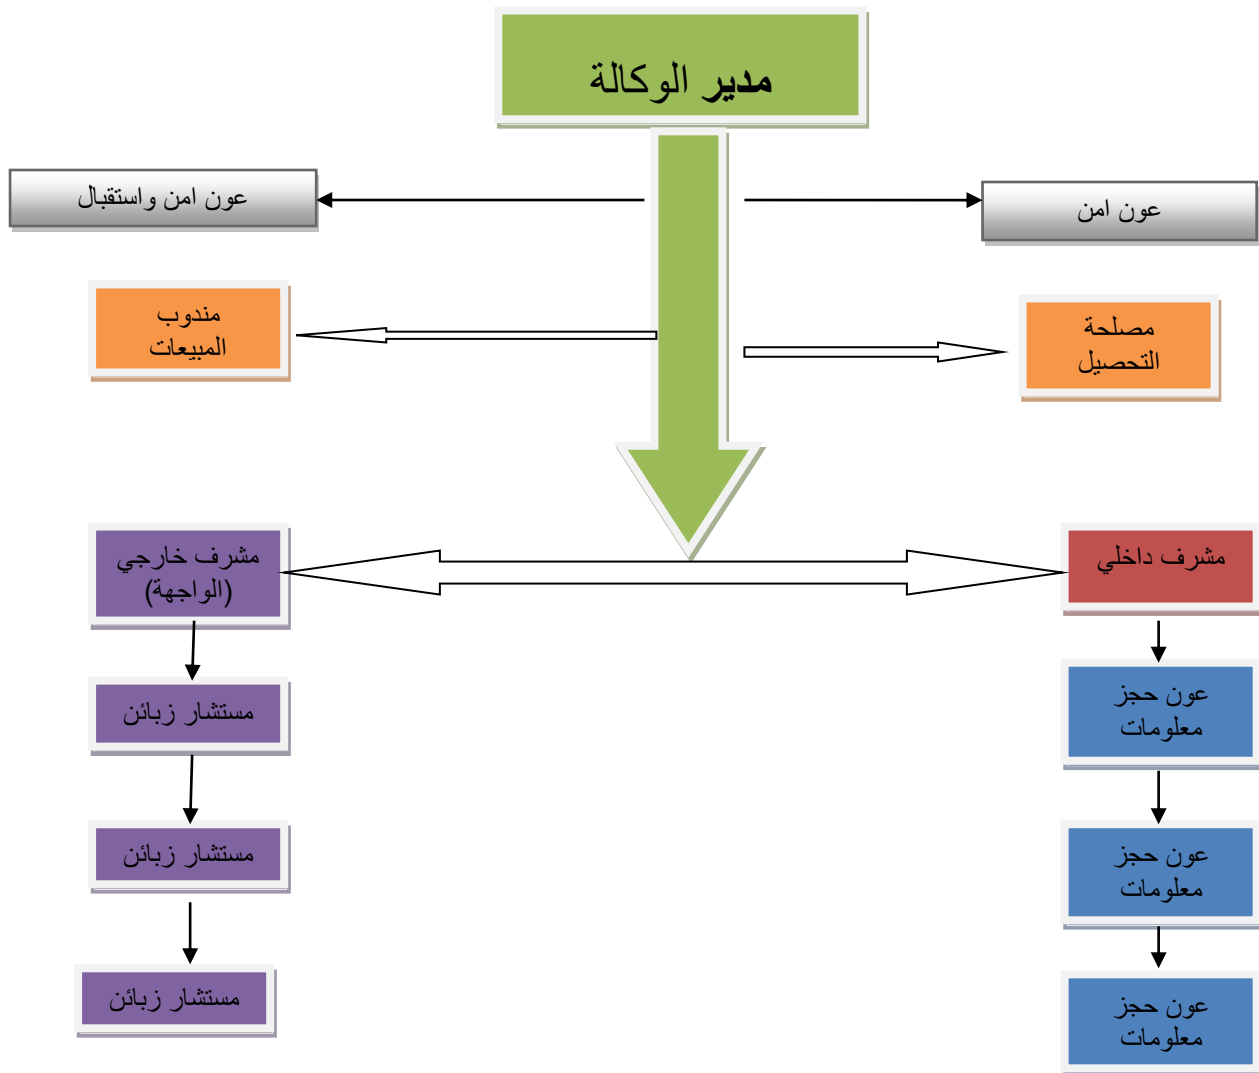 مدير الوكالة
عون امن
عون امن واستقبال
مصلحة
التحصيل
مندوب
المبيعات
مشرف داخلي
مشرف خارجي
(الواجهة)
عون حجز
معلومات
مستشار زبائن
عون حجز
معلومات
مستشار زبائن
عون حجز
معلومات
مستشار زبائن